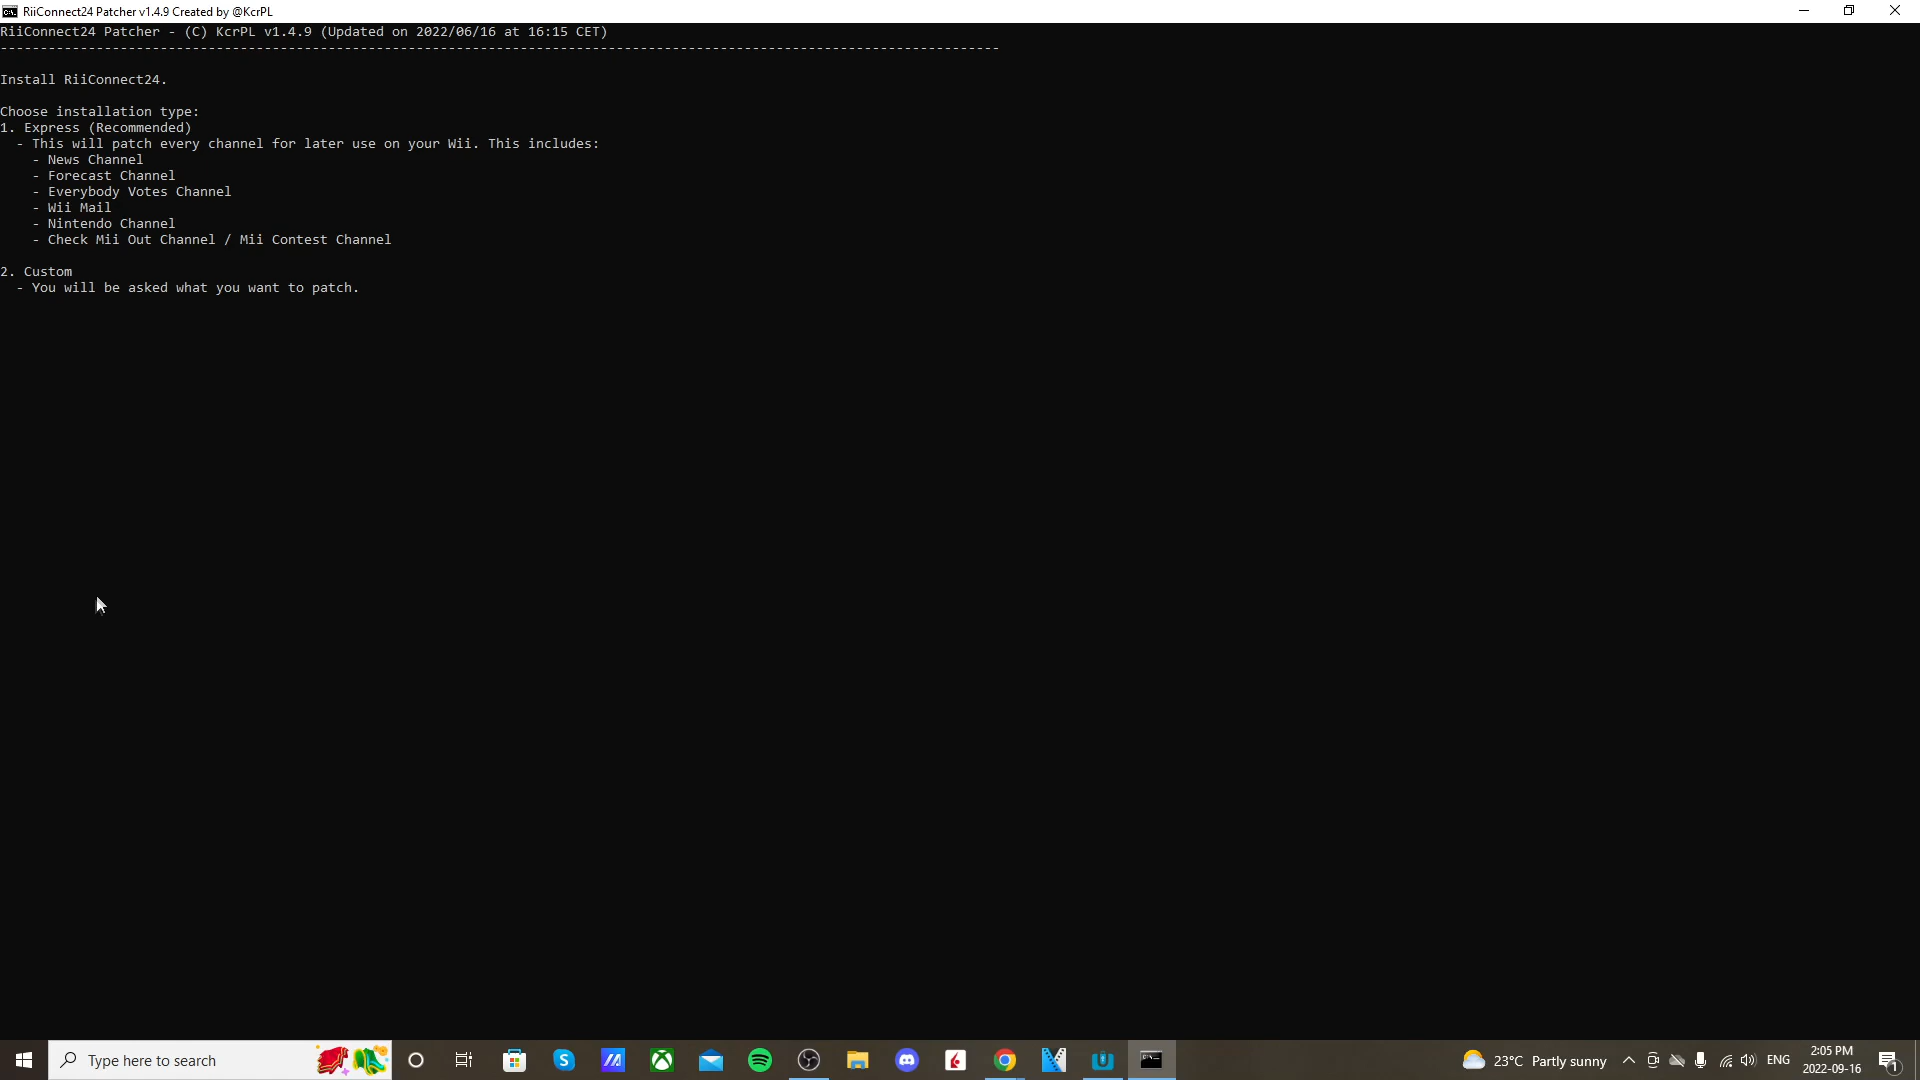 RiiConnect24 Patcher v1.4.9 Created by @KcrPL
RiiConnect24 Patcher - (C) KcrPL v1.4.9 (Updated on 2022/06/16 at 16:15 CET)
-----------------------------------------------------------------------------------------------------------------------------
Install RiiConnect24.
Choose installation type:
1. Express (Recommended)
- This will patch every channel for later use on your Wii. This includes:
- News Channel
- Forecast Channel
- Everybody Votes Channel
- Wii Mail
- Nintendo Channel
- Check Mii Out Channel / Mii Contest Channel
2. Custom
- You will be asked what you want to patch.
Type here to search
23°C Partly sunny
ENG
2:05 PM
2022-09-16
1